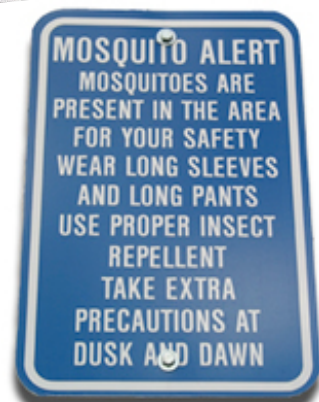 MOSQUITO ALERT
MOSQUITOES ARE
PRESENT IN THE AREA
FOR YOUR SAFETY
WEAR LONG SLEEVES
AND LONG PANTS
USE PROPER INSECT
REPELLENT
TAKE EXTRA
PRECAUTIONS AT
DUSK AND DAWN